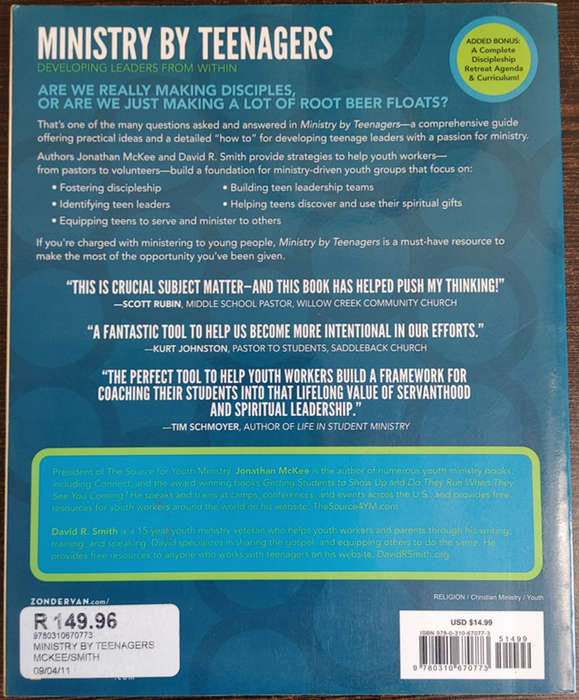 MINISTRY BY TEENAGERS
DEVELOPING LEADERS FROM WITHIN
ADDED BONUS:
A Complete
Discipleship
Retreat Agenda
& Curriculum!
ARE WE REALLY MAKING DISCIPLES,
OR ARE WE JUST MAKING A LOT OF ROOT BEER FLOATS?
That's one of the many questions asked and answered in Ministry by Teenagers—a comprehensive guide
offering practical ideas and a detailed "how to" for developing teenage leaders with a passion for ministry.
Authors Jonathan McKee and David R. Smith provide strategies to help youth workers—
from pastors to volunteers—build a foundation for ministry-driven youth groups that focus on:
• Fostering discipleship • Building teen leadership teams
• Identifying teen leaders • Helping teens discover and use their spiritual gifts
• Equipping teens to serve and minister to others
If you're charged with ministering to young people, Ministry by Teenagers is a must-have resource to
make the most of the opportunity you've been given.
"THIS IS CRUCIAL SUBJECT MATTER—AND THIS BOOK HAS HELPED PUSH MY THINKING!"
—SCOTT RUBIN, MIDDLE SCHOOL PASTOR, WILLOW CREEK COMMUNITY CHURCH
"A FANTASTIC TOOL TO HELP US BECOME MORE INTENTIONAL IN OUR EFFORTS."
—KURT JOHNSTON, PASTOR TO STUDENTS, SADDLEBACK CHURCH
"THE PERFECT TOOL TO HELP YOUTH WORKERS BUILD A FRAMEWORK FOR
COACHING THEIR STUDENTS INTO THAT LIFELONG VALUE OF SERVANTHOOD
AND SPIRITUAL LEADERSHIP."
—TIM SCHMOYER, AUTHOR OF LIFE IN STUDENT MINISTRY
President of The Source for Youth Ministry, Jonathan McKee is the author of numerous youth ministry books,
including Connect, and the award-winning books Getting Students to Show Up and Do They Run When They
See You Coming? He speaks and trains at camps, conferences, and events across the U.S. and provides free
resources for youth workers around the world on his website, TheSource4YM.com.
David R. Smith is a 15-year youth ministry veteran who helps youth workers and parents through his writing,
training, and speaking. David specializes in sharing the gospel, and equipping others to do the same. He
provides free resources to anyone who works with teenagers on his website, DavidRSmith.org.
ZONDERVAN.com/
R 149.96
9780310670773
MINISTRY BY TEENAGERS
MCKEE/SMITH
09/04/11
.com
RELIGION / Christian Ministry / Youth
USD $14.99
ISBN 978-0-310-67077-3
51499
9 780310 670773